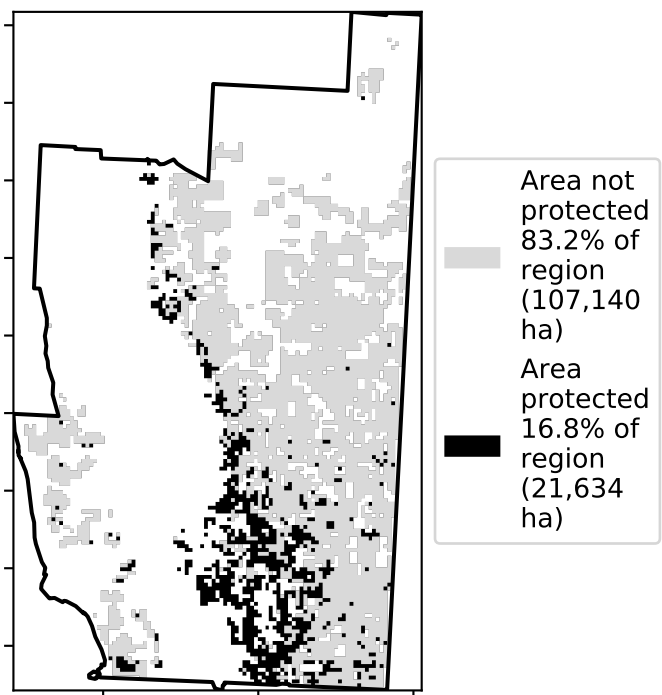 Area not
protected
83.2% of
region
(107,140
ha)
Area
protected
16.8% of
region
(21,634
ha)